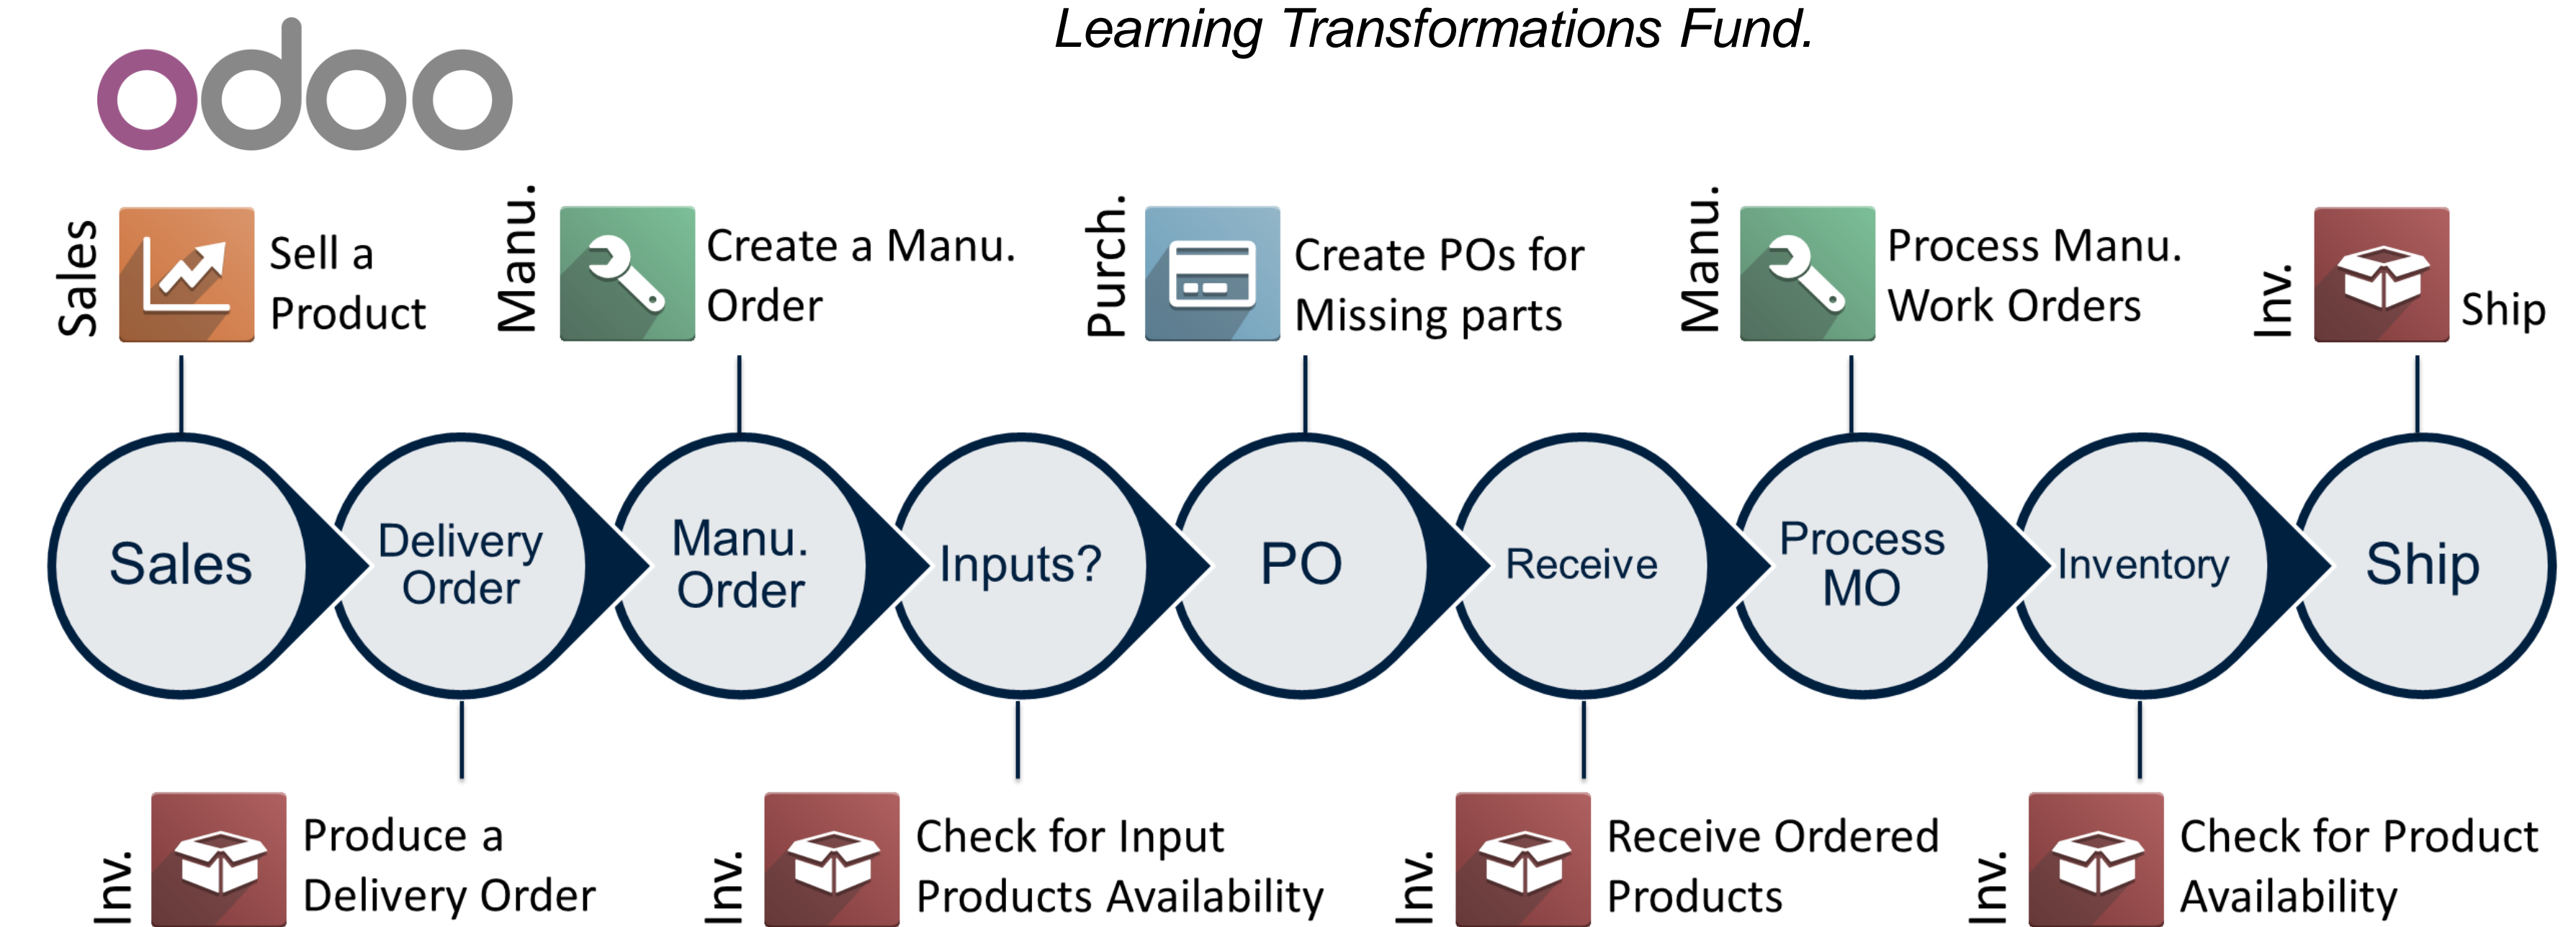 Learning Transformations Fund.
odoo
Sales
Sell a
Product
Manu.
Create a Manu.
Order
Purch.
Create POs for
Missing parts
Manu.
Process Manu.
Work Orders
Inv.
Ship
Sales
Delivery
Order
Manu.
Order
Inputs?
PO
Receive
Process
MO
Inventory
Ship
Inv.
Produce a
Delivery Order
Inv.
Check for Input
Products Availability
Inv.
Receive Ordered
Products
Inv.
Check for Product
Availability